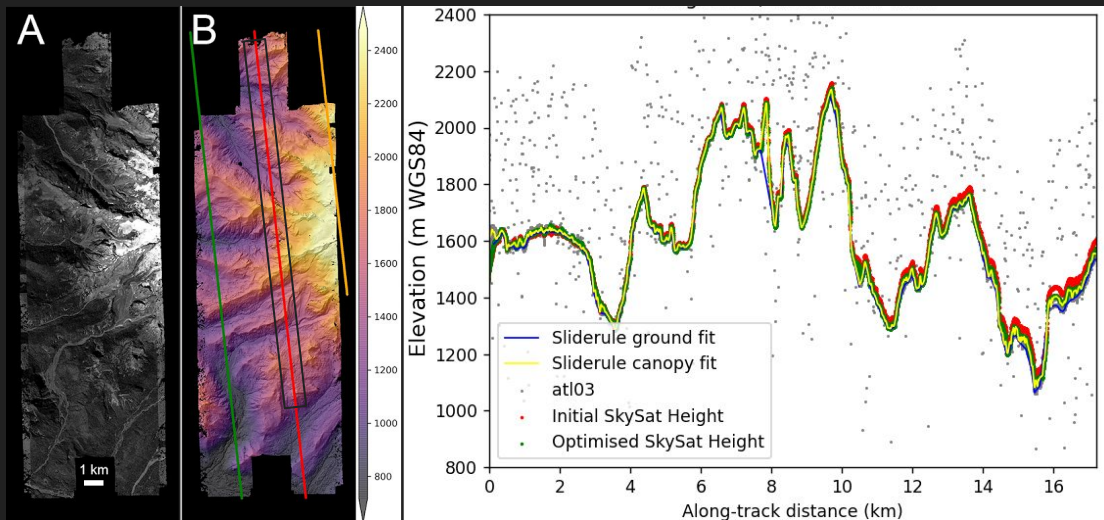 A
1 km
B
2400
2200
2000
1800
1600
1400
1200
1000
800
Elevation (m WGS84)
2400
2200
2000
1800
1600
1400
1200
1000
800
Sliderule ground fit
Sliderule canopy fit
atl03
Initial SkySat Height
Optimised SkySat Height
0 2 4 6 8 10 12 14 16
Along-track distance (km)